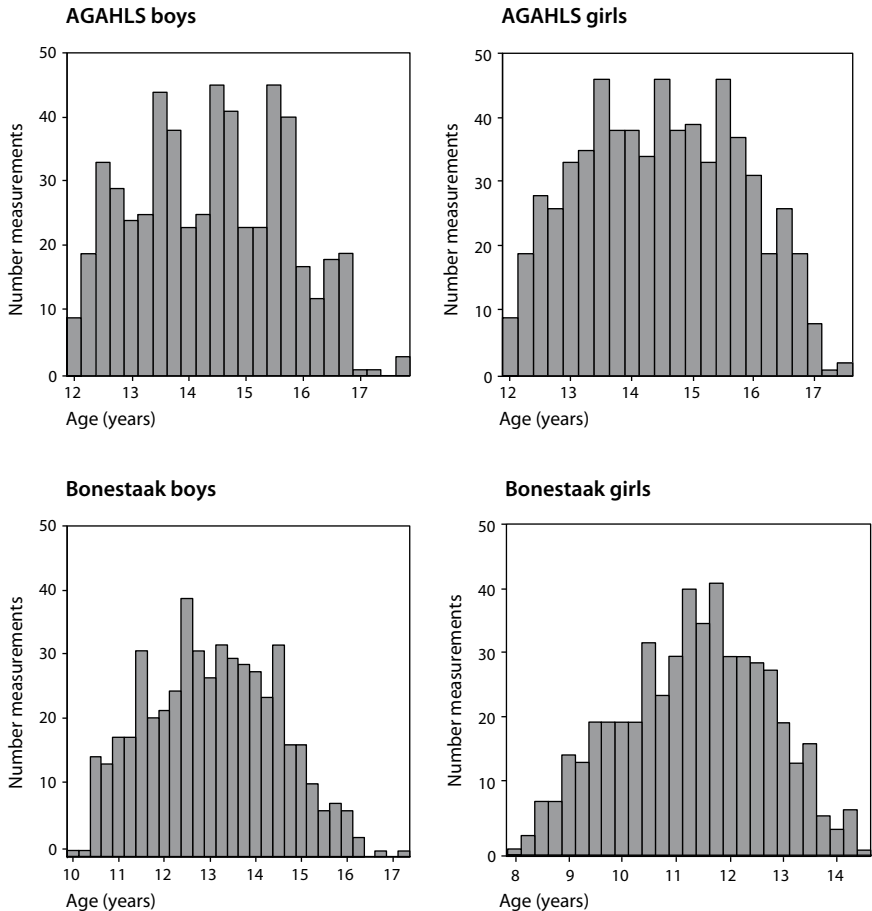 AGAHLS boys
50
40
30
20
10
0
Number measurements
12 13 14 15 16 17
Age (years)
AGAHLS girls
50
40
30
20
10
0
Number measurements
12 13 14 15 16 17
Age (years)
Bonestaak boys
50
40
30
20
10
0
Number measurements
10 11 12 13 14 15 16 17
Age (years)
Bonestaak girls
50
40
30
20
10
0
Number measurements
8 9 10 11 12 13 14
Age (years)